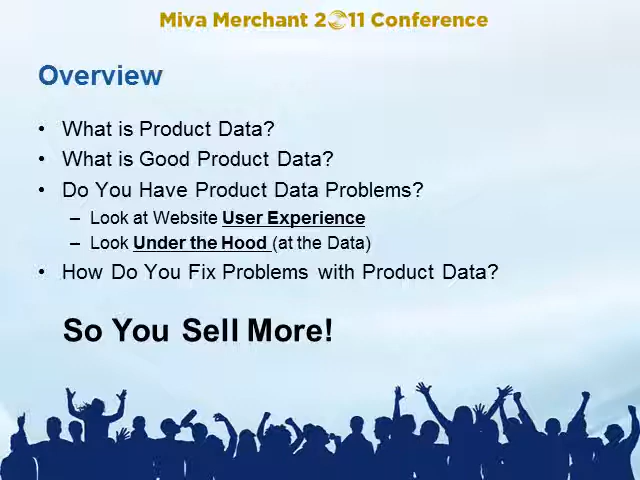 Miva Merchant 2011 Conference
Overview
• What is Product Data?
• What is Good Product Data?
• Do You Have Product Data Problems?
– Look at Website User Experience
– Look Under the Hood (at the Data)
• How Do You Fix Problems with Product Data?
So You Sell More!